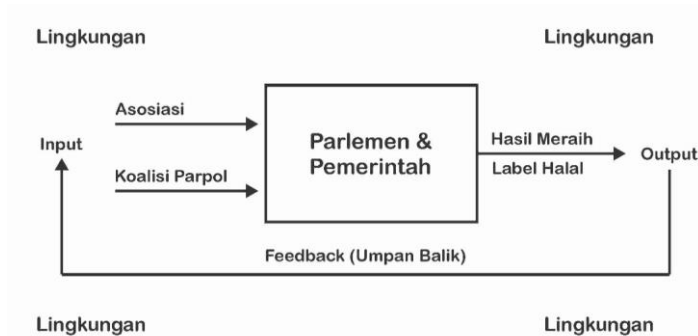 Lingkungan
Lingkungan
Asosiasi
Input
Koalisi Parpol
Parlemen &
Pemerintah
Hasil Meraih
Label Halal
Output
Feedback (Umpan Balik)
Lingkungan
Lingkungan